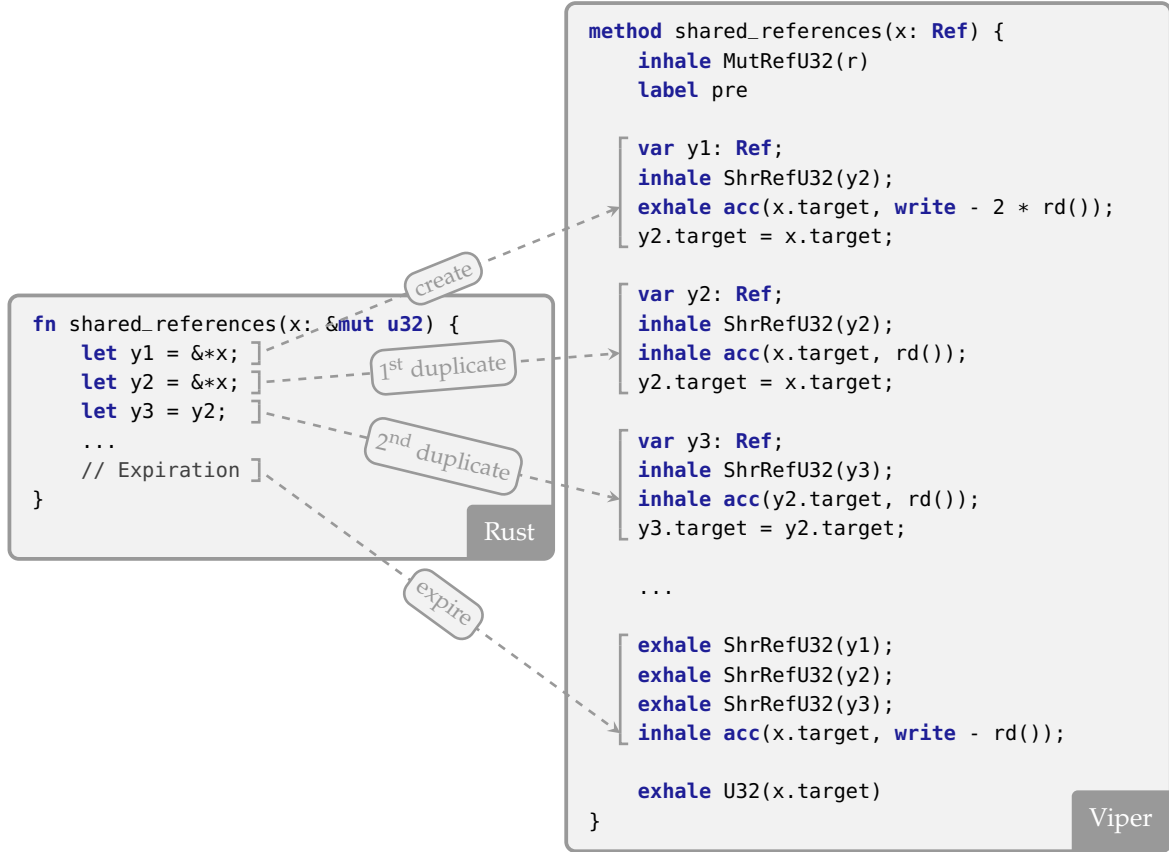 fn shared_references(x: &mut u32) {
let y1 = &*x;
let y2 = &*x;
let y3 = y2;
...
// Expiration
}
Rust
create
1st duplicate
2nd duplicate
expire
method shared_references(x: Ref) {
inhale MutRefU32(r)
label pre
var y1: Ref;
inhale ShrRefU32(y2);
exhale acc(x.target, write - 2 * rd());
y2.target = x.target;
var y2: Ref;
inhale ShrRefU32(y2);
inhale acc(x.target, rd());
y2.target = x.target;
var y3: Ref;
inhale ShrRefU32(y3);
inhale acc(y2.target, rd());
y3.target = y2.target;
...
exhale ShrRefU32(y1);
exhale ShrRefU32(y2);
exhale ShrRefU32(y3);
inhale acc(x.target, write - rd());
exhale U32(x.target)
}
Viper